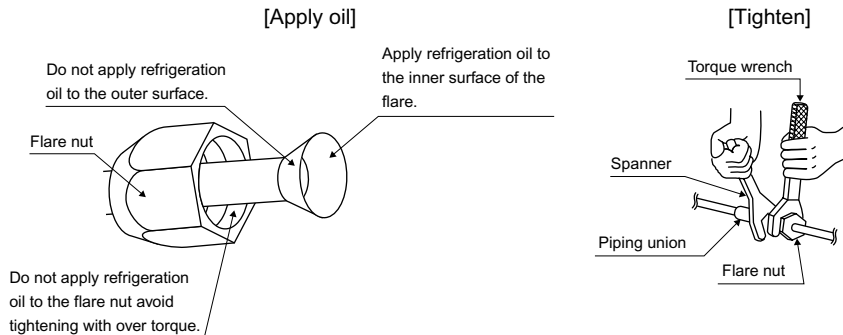 [Apply oil]
Do not apply refrigeration
oil to the outer surface.
Apply refrigeration oil to
the inner surface of the
flare.
Flare nut
Do not apply refrigeration
oil to the flare nut avoid
tightening with over torque.
[Tighten]
Torque wrench
Spanner
Piping union
Flare nut